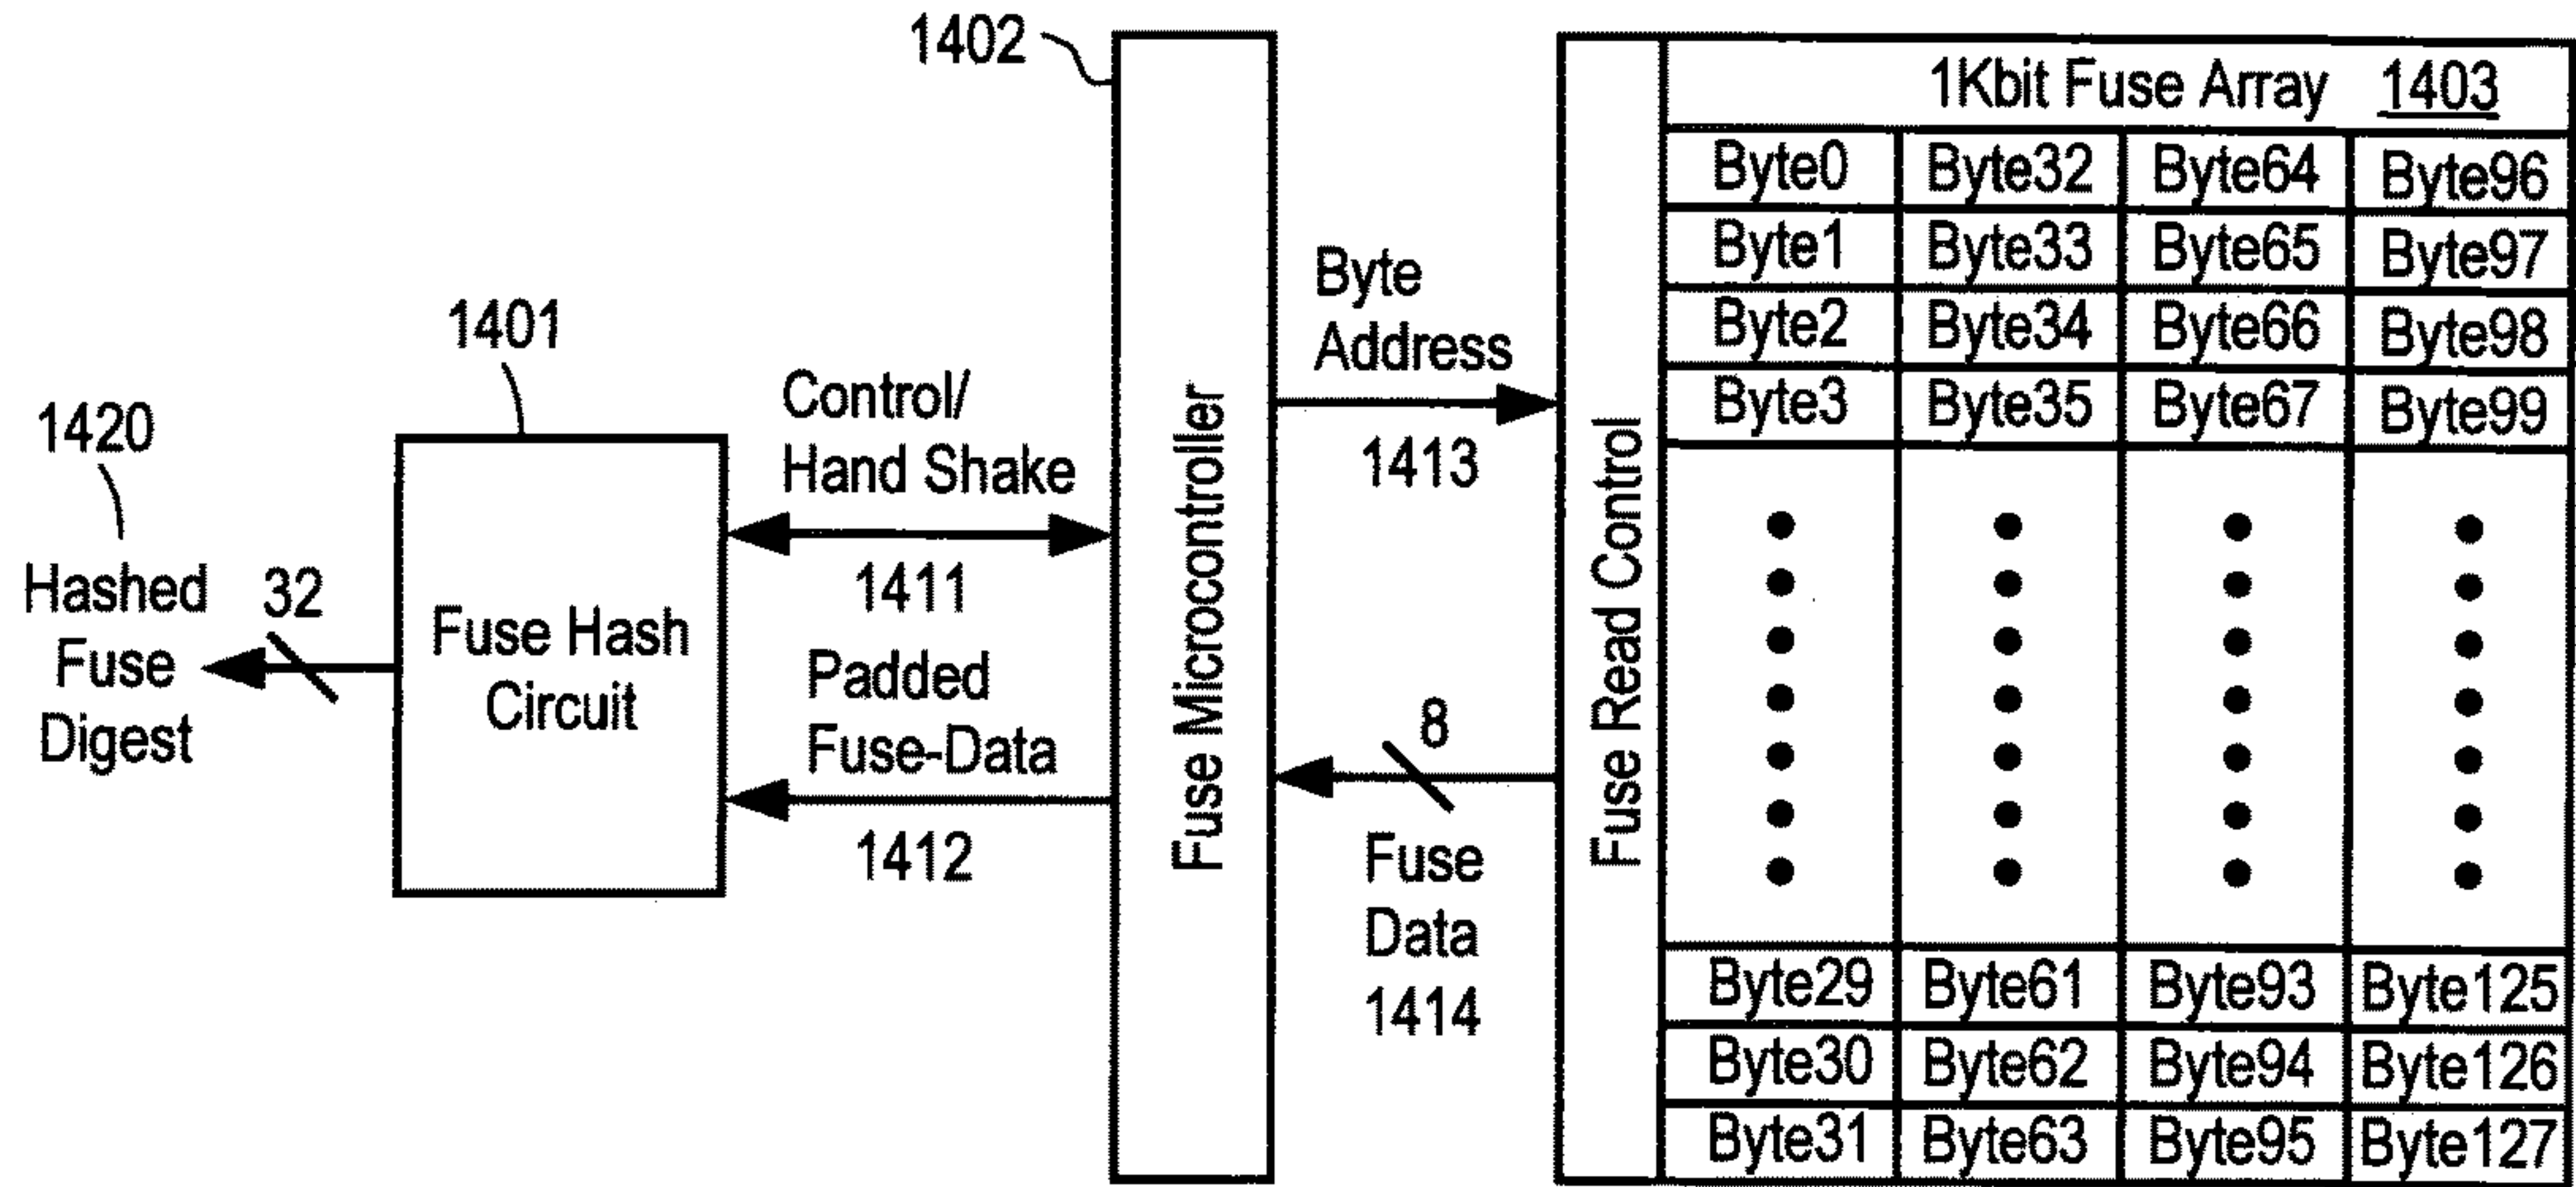 1402
1Kbit Fuse Array 1403
Byte0 Byte32 Byte64 Byte96
Byte1 Byte33 Byte65 Byte97
Byte2 Byte34 Byte66 Byte98
Byte3 Byte35 Byte67 Byte99
Byte29 Byte61 Byte93 Byte125
Byte30 Byte62 Byte94 Byte126
Byte31 Byte63 Byte95 Byte127
Fuse Read Control
Byte
Address
1413
8
Fuse
Data
1414
Fuse Microcontroller
Control/
Hand Shake
1411
Padded
Fuse-Data
1412
1401
Fuse Hash
Circuit
32
1420
Hashed
Fuse
Digest